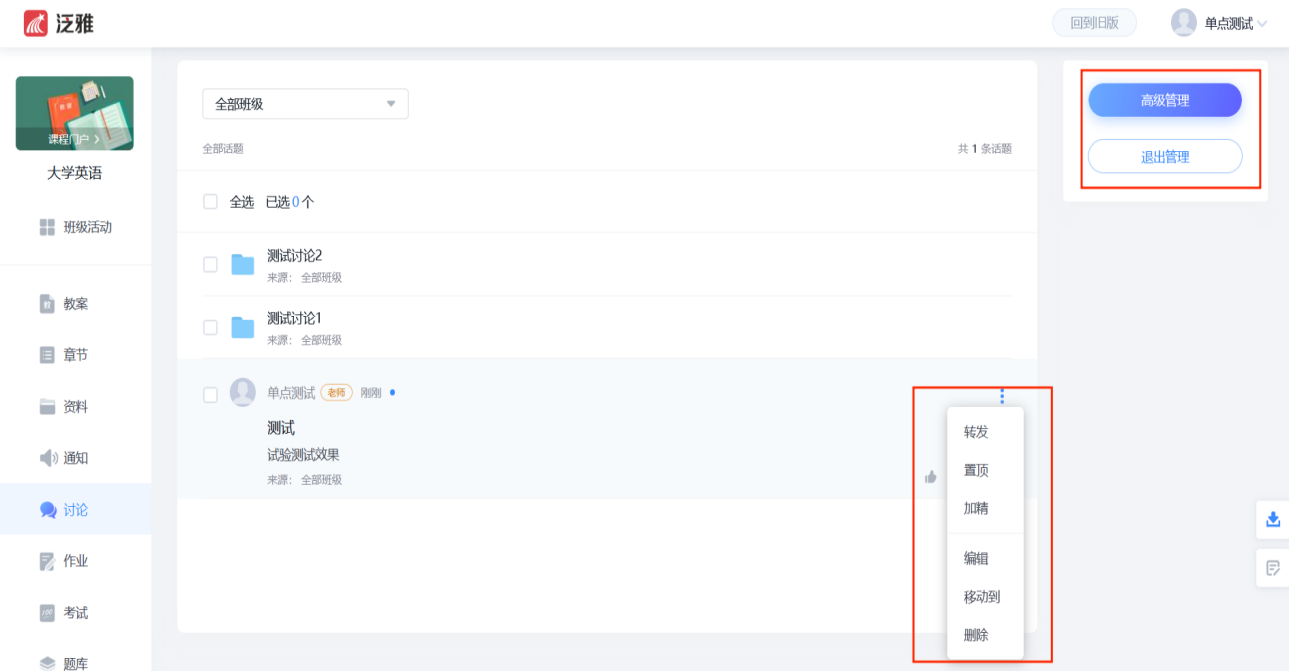 泛雅
回到旧版
单点测试
课程门户 >
大学英语
班级活动
教案
章节
资料
通知
讨论
作业
考试
题库
全部班级
全部话题
共 1 条话题
全选 已选0个
测试讨论2
来源： 全部班级
测试讨论1
来源： 全部班级
单点测试 老师 刚刚
测试
试验测试效果
来源： 全部班级
转发
置顶
加精
编辑
移动到
删除
高级管理
退出管理